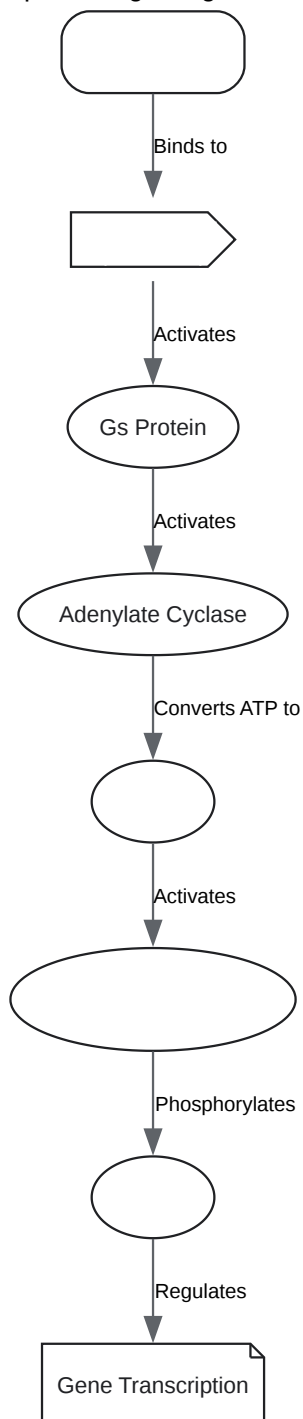 Binds to
Activates
Gs Protein
Activates
Adenylate Cyclase
Converts ATP to
Activates
Phosphorylates
Regulates
Gene Transcription